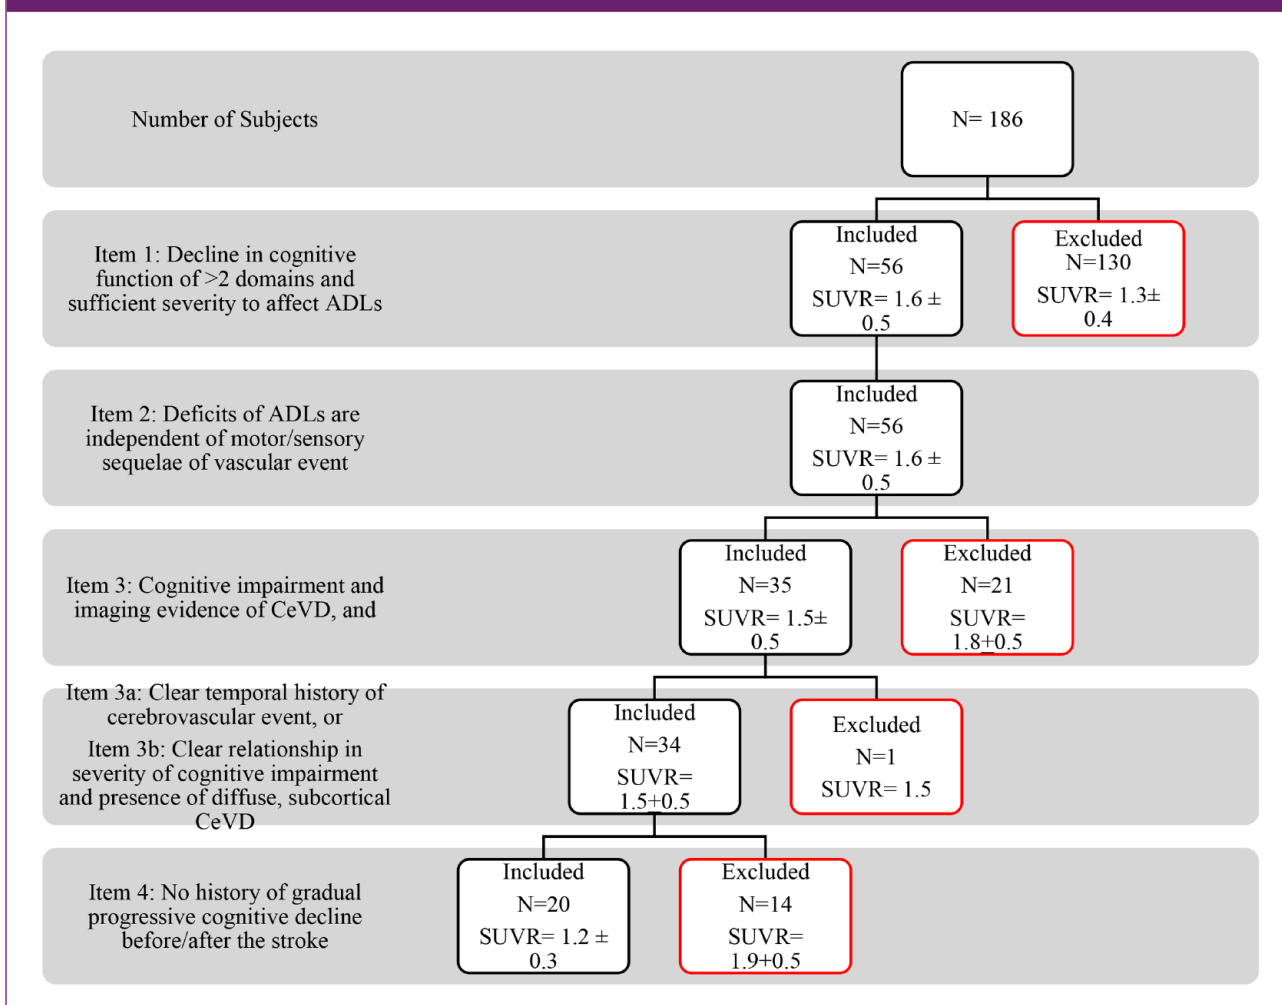 Number of Subjects
N= 186
Item 1: Decline in cognitive
function of >2 domains and
sufficient severity to affect ADLs
Included
N=56
SUVR= 1.6 ±
0.5
Excluded
N=130
SUVR= 1.3±
0.4
Item 2: Deficits of ADLs are
independent of motor/sensory
sequelae of vascular event
Included
N=56
SUVR= 1.6 ±
0.5
Item 3: Cognitive impairment and
imaging evidence of CeVD, and
Included
N=35
SUVR= 1.5±
0.5
Excluded
N=21
SUVR=
1.8±0.5
Item 3a: Clear temporal history of
cerebrovascular event, or
Item 3b: Clear relationship in
severity of cognitive impairment
and presence of diffuse, subcortical
CeVD
Included
N=34
SUVR=
1.5±0.5
Excluded
N=1
SUVR= 1.5
Item 4: No history of gradual
progressive cognitive decline
before/after the stroke
Included
N=20
SUVR= 1.2 ±
0.3
Excluded
N=14
SUVR=
1.9±0.5